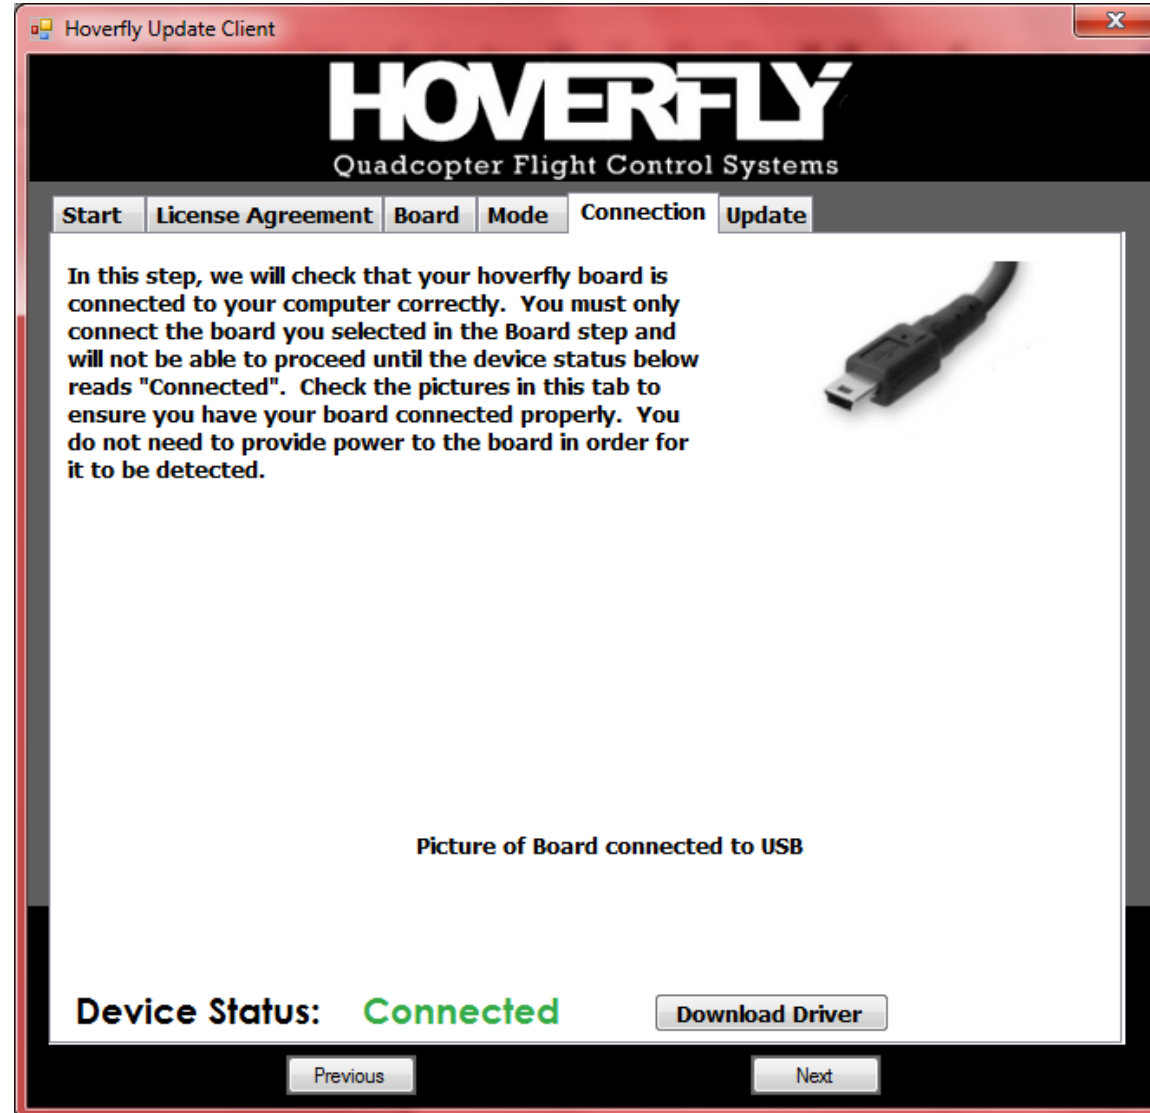 Hoverfly Update Client
HOVERFLY
Quadcopter Flight Control Systems
Start License Agreement Board Mode Connection Update
In this step, we will check that your hoverfly board is
connected to your computer correctly. You must only
connect the board you selected in the Board step and
will not be able to proceed until the device status below
reads "Connected". Check the pictures in this tab to
ensure you have your board connected properly. You
do not need to provide power to the board in order for
it to be detected.
Picture of Board connected to USB
Device Status: Connected Download Driver
Previous Next